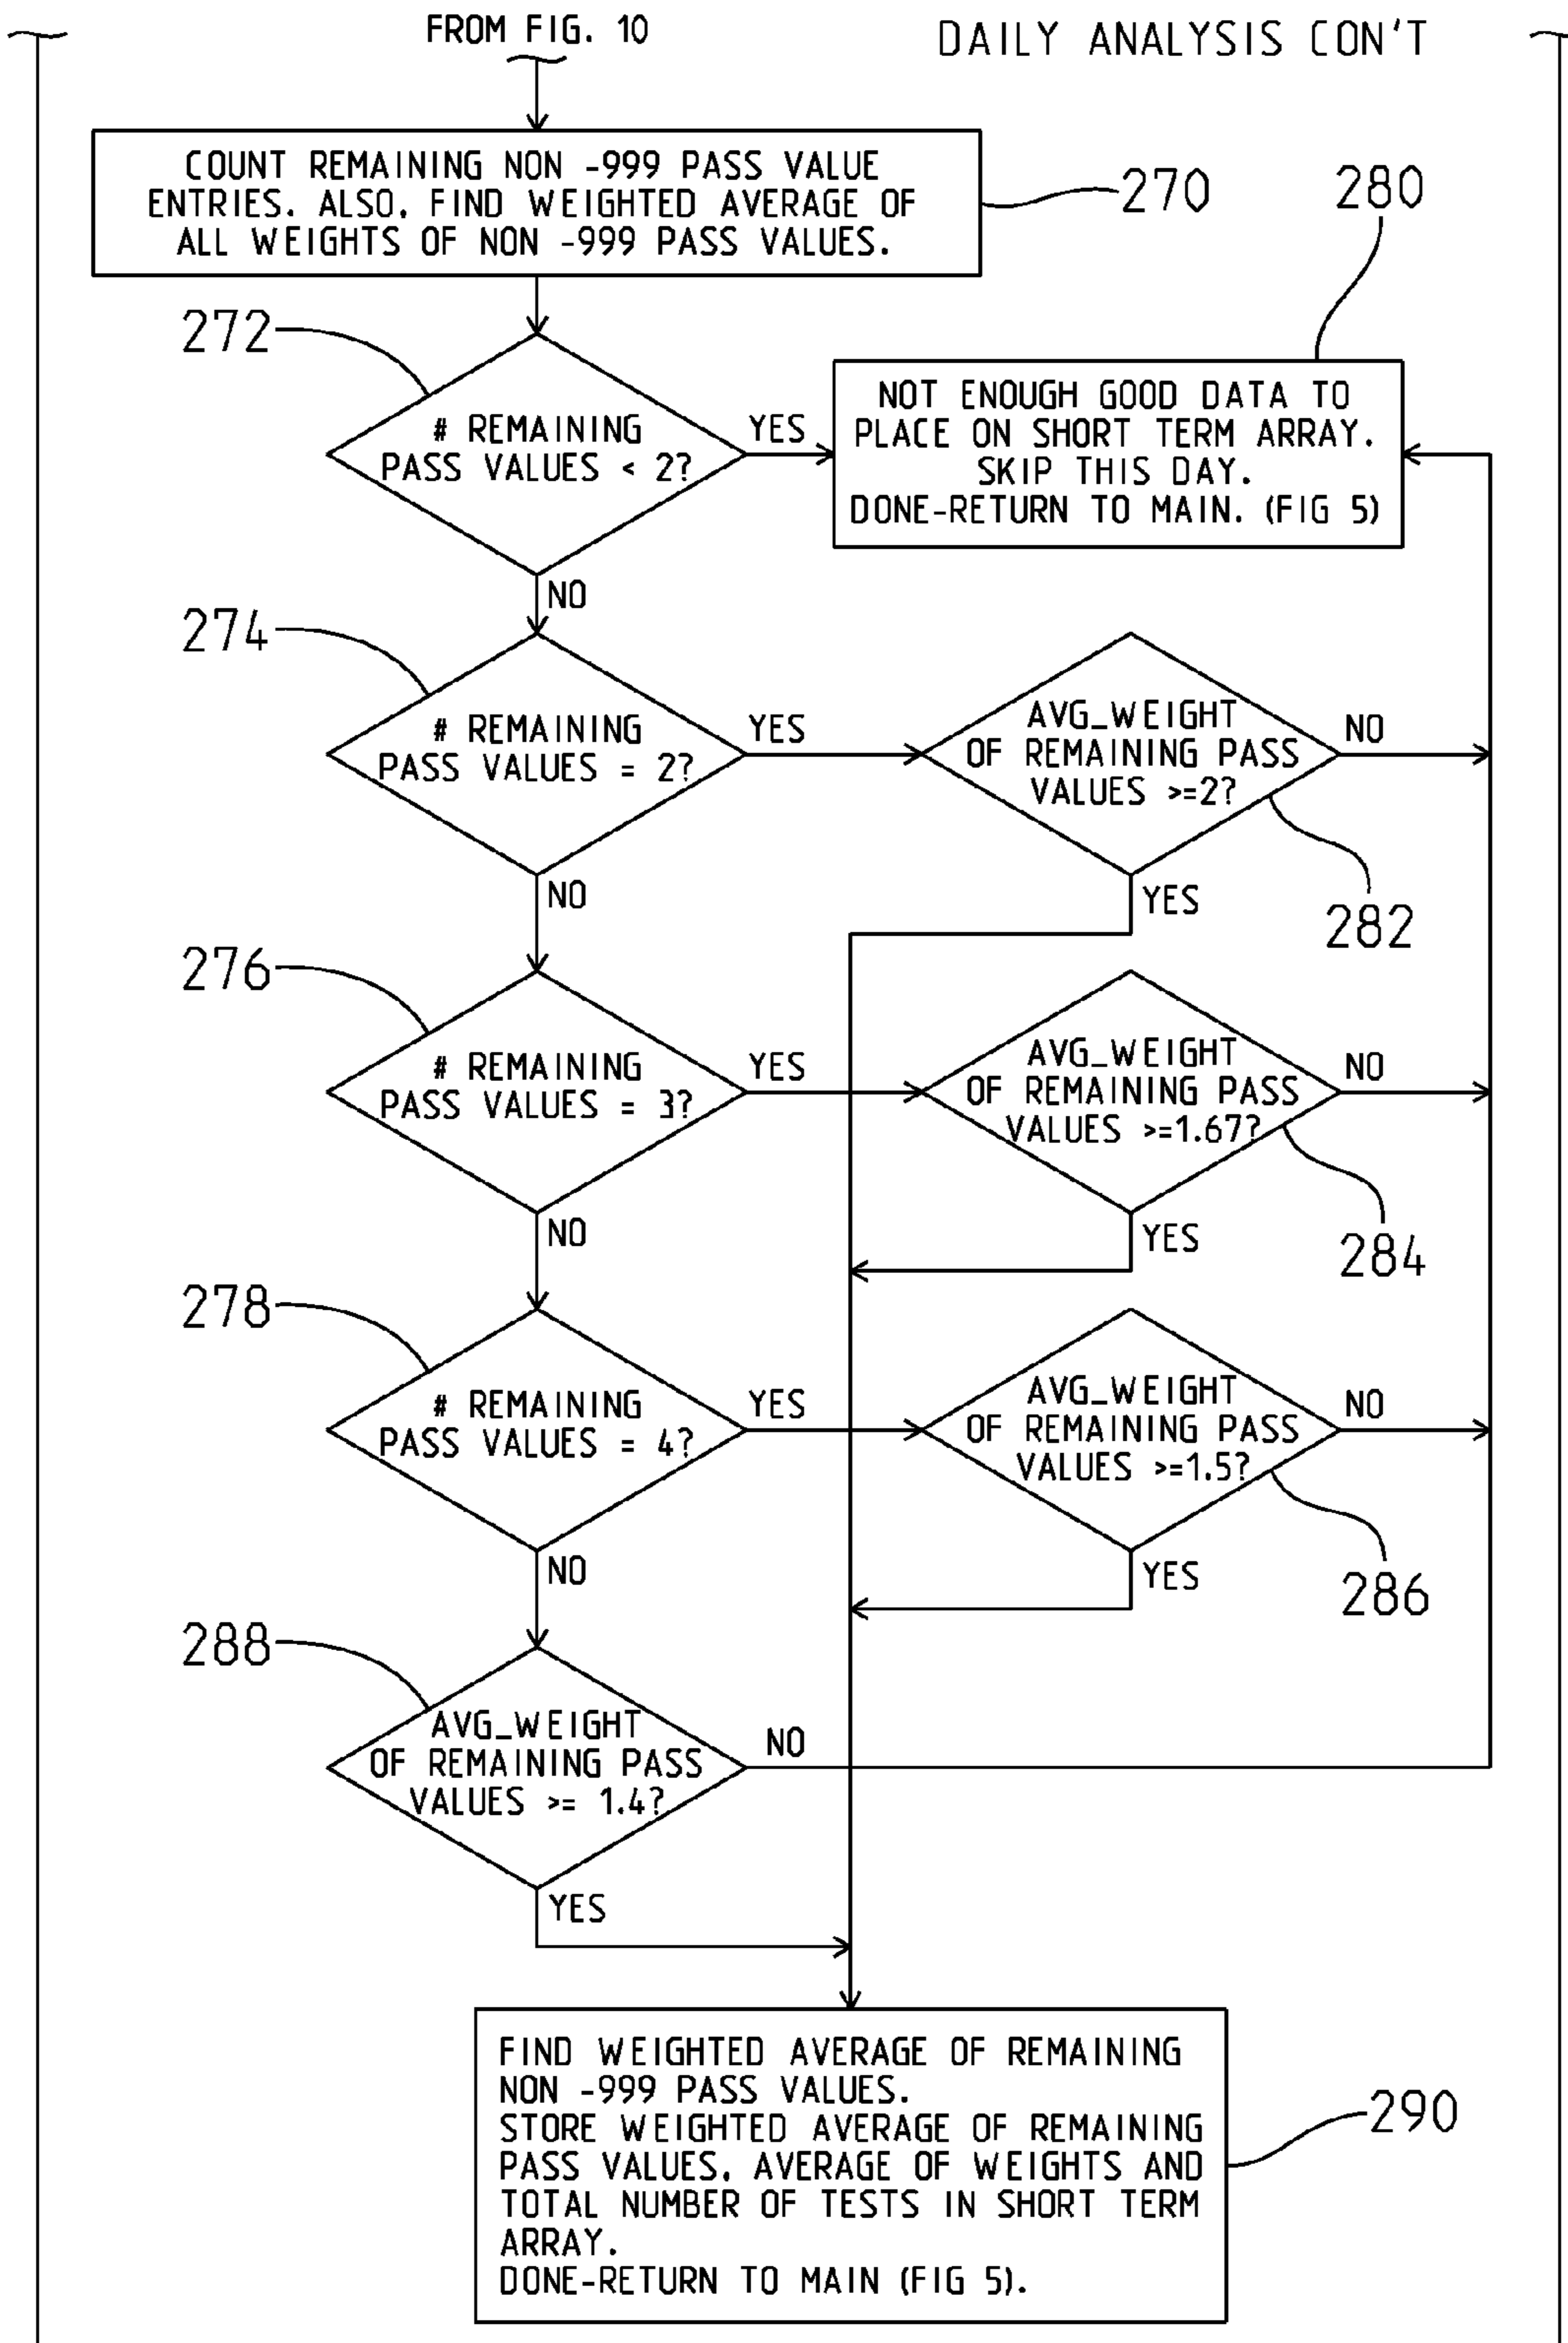 FROM FIG. 10
DAILY ANALYSIS CON'T
COUNT REMAINING NON -999 PASS VALUE
ENTRIES. ALSO, FIND WEIGHTED AVERAGE OF
ALL WEIGHTS OF NON -999 PASS VALUES.
270
280
272
# REMAINING
PASS VALUES < 2?
YES
NOT ENOUGH GOOD DATA TO
PLACE ON SHORT TERM ARRAY.
SKIP THIS DAY.
DONE-RETURN TO MAIN. (FIG 5)
NO
274
# REMAINING
PASS VALUES = 2?
YES
AVG_WEIGHT
OF REMAINING PASS
VALUES >=2?
NO
NO
YES
282
276
# REMAINING
PASS VALUES = 3?
YES
AVG_WEIGHT
OF REMAINING PASS
VALUES >=1.67?
NO
NO
YES
284
278
# REMAINING
PASS VALUES = 4?
YES
AVG_WEIGHT
OF REMAINING PASS
VALUES >=1.5?
NO
NO
YES
286
288
AVG_WEIGHT
OF REMAINING PASS
VALUES >= 1.4?
NO
YES
FIND WEIGHTED AVERAGE OF REMAINING
NON -999 PASS VALUES.
STORE WEIGHTED AVERAGE OF REMAINING
PASS VALUES, AVERAGE OF WEIGHTS AND
TOTAL NUMBER OF TESTS IN SHORT TERM
ARRAY.
DONE-RETURN TO MAIN (FIG 5).
290